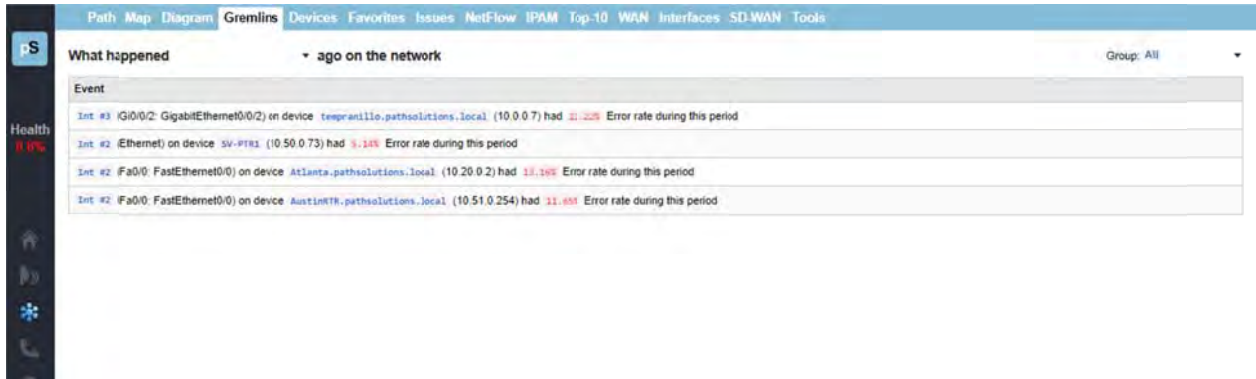 Path Map Diagram Gremlins Devices Favorites Issues NetFlow IPAM Top-10 WAN Interfaces SD-WAN Tools
pS
What happened ago on the network
Group: All
Event
Int #3 (Gi0/0/2: GigabitEthernet0/0/2) on device tempranillo.pathsolutions.local (10.0.0.7) had Error rate during this period
Health
Int #2 (Ethernet) on device SV-PTR1 (10.50.0.73) had 5.14% Error rate during this period
Int #2 (Fa0/0: FastEthernet0/0) on device Atlanta.pathsolutions.local (10.20.0.2) had 13.16% Error rate during this period
Int #2 (Fa0/0: FastEthernet0/0) on device AustinRTR.pathsolutions.local (10.51.0.254) had 11.65% Error rate during this period